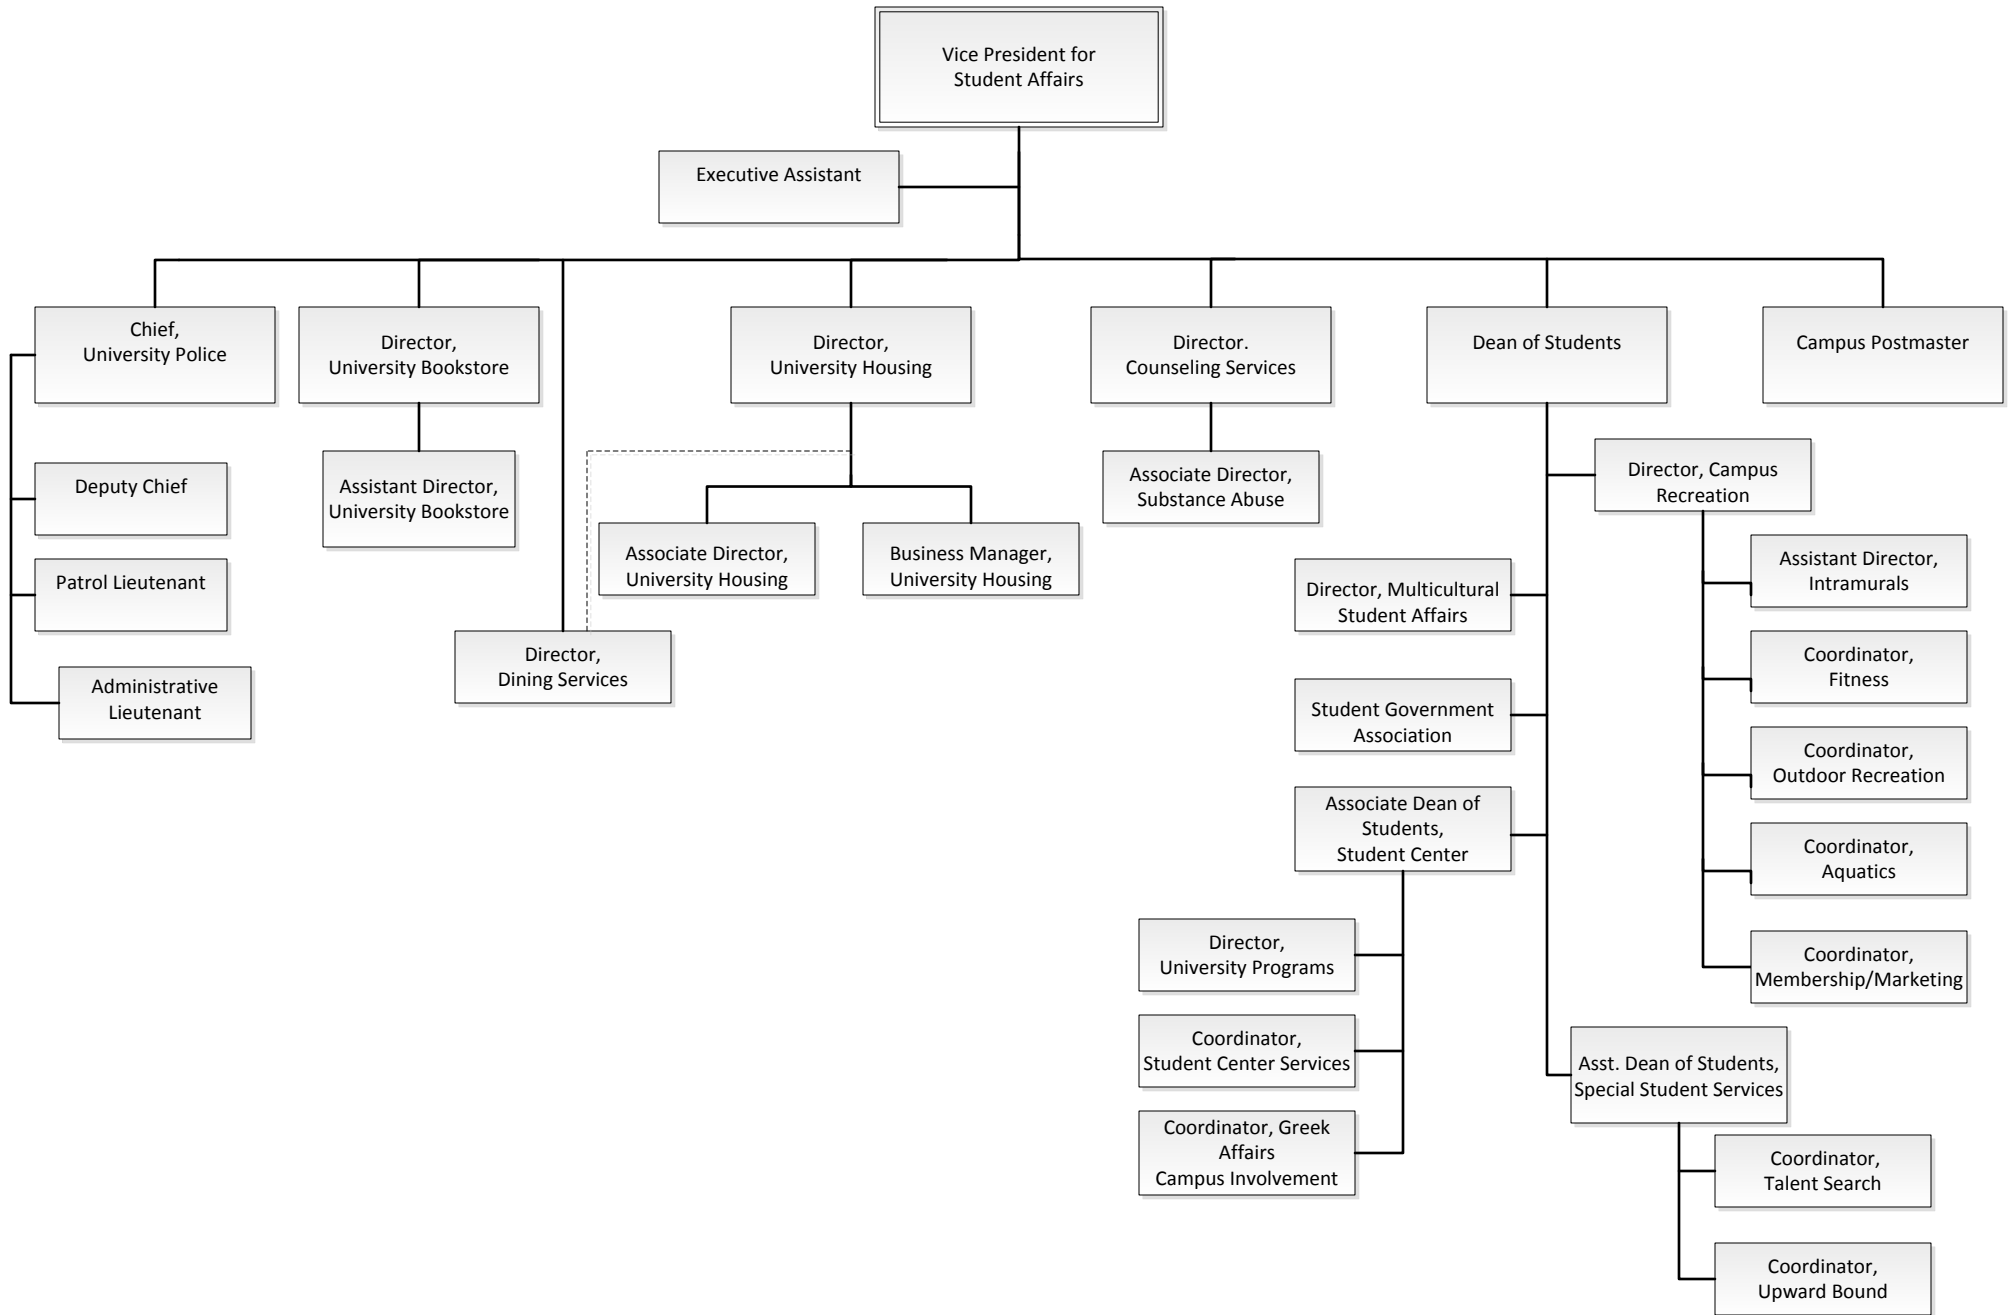 Vice President for
Student Affairs
Executive Assistant
Chief,
University Police
Director,
University Bookstore
Director,
University Housing
Director.
Counseling Services
Dean of Students
Campus Postmaster
Deputy Chief
Patrol Lieutenant
Administrative
Lieutenant
Assistant Director,
University Bookstore
Director,
Dining Services
Associate Director,
University Housing
Business Manager,
University Housing
Associate Director,
Substance Abuse
Director, Campus
Recreation
Assistant Director,
Intramurals
Coordinator,
Fitness
Coordinator,
Outdoor Recreation
Coordinator,
Aquatics
Coordinator,
Membership/Marketing
Director, Multicultural
Student Affairs
Student Government
Association
Associate Dean of
Students,
Student Center
Director,
University Programs
Coordinator,
Student Center Services
Coordinator, Greek
Affairs
Campus Involvement
Asst. Dean of Students,
Special Student Services
Coordinator,
Talent Search
Coordinator,
Upward Bound